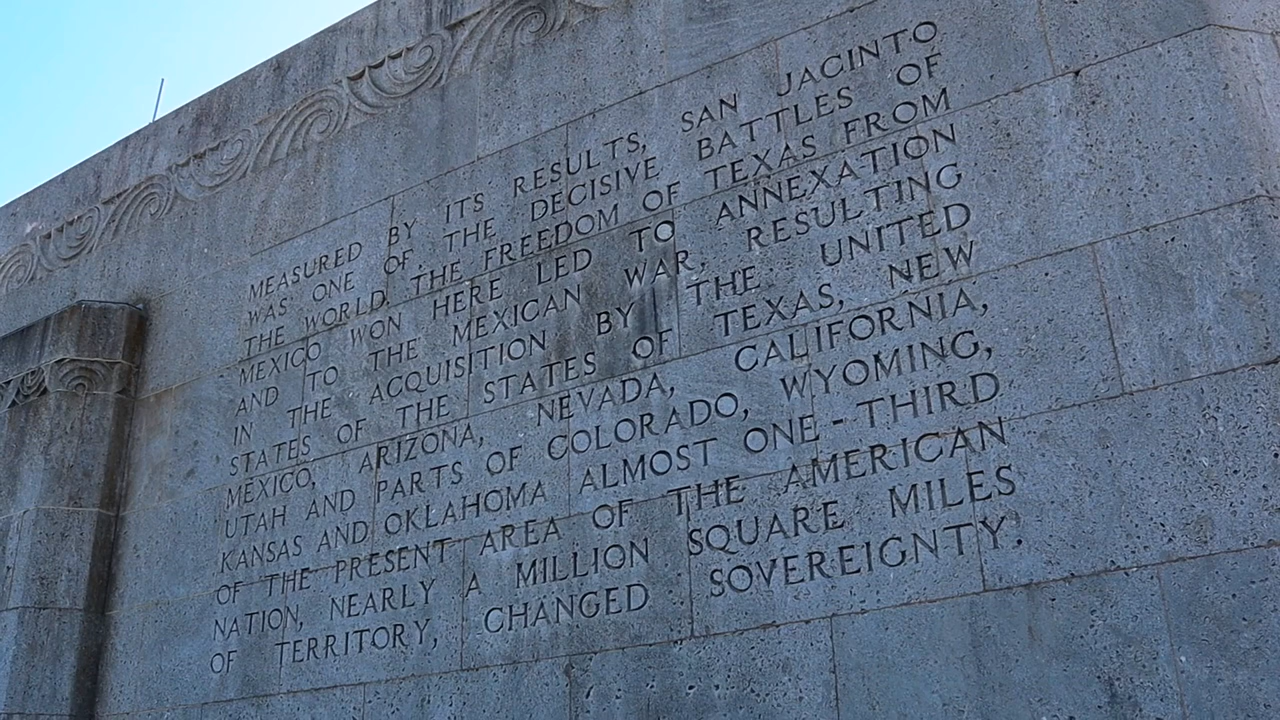 MEASURED BY ITS RESULTS, SAN JACINTO
WAS ONE OF THE DECISIVE BATTLES OF
THE WORLD. THE FREEDOM OF TEXAS FROM
MEXICO WON HERE LED TO ANNEXATION
AND TO THE MEXICAN WAR, RESULTING
IN THE ACQUISITION BY THE UNITED
STATES OF THE STATES OF TEXAS, NEW
MEXICO, ARIZONA, NEVADA, CALIFORNIA,
UTAH AND PARTS OF COLORADO, WYOMING,
KANSAS AND OKLAHOMA ALMOST ONE-THIRD
OF THE PRESENT AREA OF THE AMERICAN
NATION, NEARLY A MILLION SQUARE MILES
OF TERRITORY, CHANGED SOVEREIGNTY.